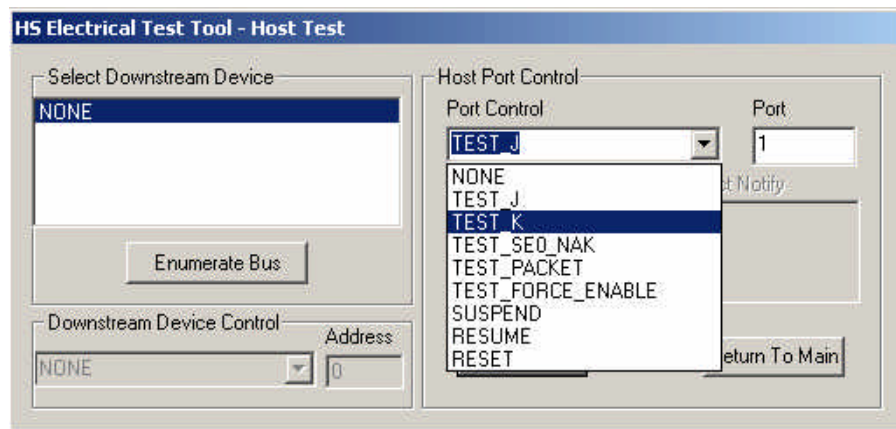 HS Electrical Test Tool - Host Test
Select Downstream Device
NONE
Enumerate Bus
Downstream Device Control
Address
NONE
0
Host Port Control
Port Control
Port
TEST_J
1
NONE
TEST_J
TEST_K
TEST_SE0_NAK
TEST_PACKET
TEST_FORCE_ENABLE
SUSPEND
RESUME
RESET
Notify
To Main